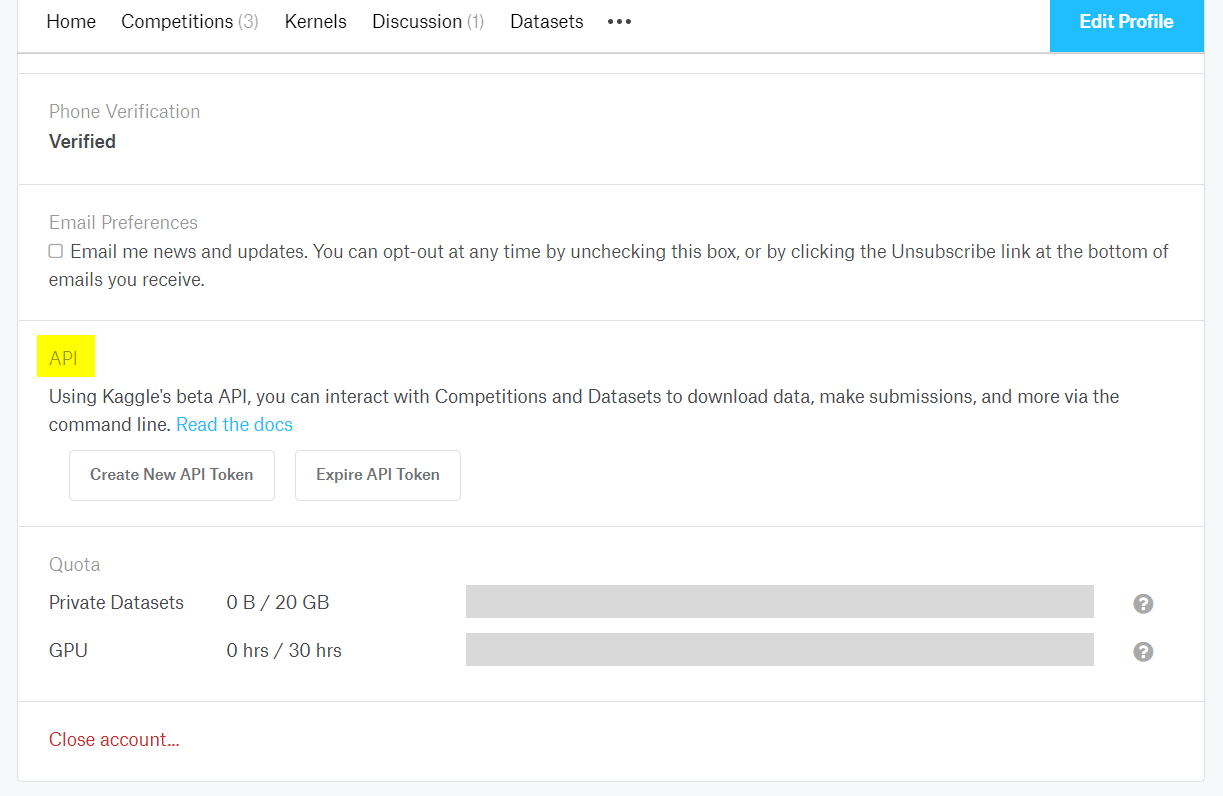 Home Competitions (3) Kernels Discussion (1) Datasets ••• Edit Profile
Phone Verification
Verified
Email Preferences
Email me news and updates. You can opt-out at any time by unchecking this box, or by clicking the Unsubscribe link at the bottom of
emails you receive.
API
Using Kaggle's beta API, you can interact with Competitions and Datasets to download data, make submissions, and more via the
command line. Read the docs
Create New API Token Expire API Token
Quota
Private Datasets 0 B / 20 GB ?
GPU 0 hrs / 30 hrs ?
Close account...